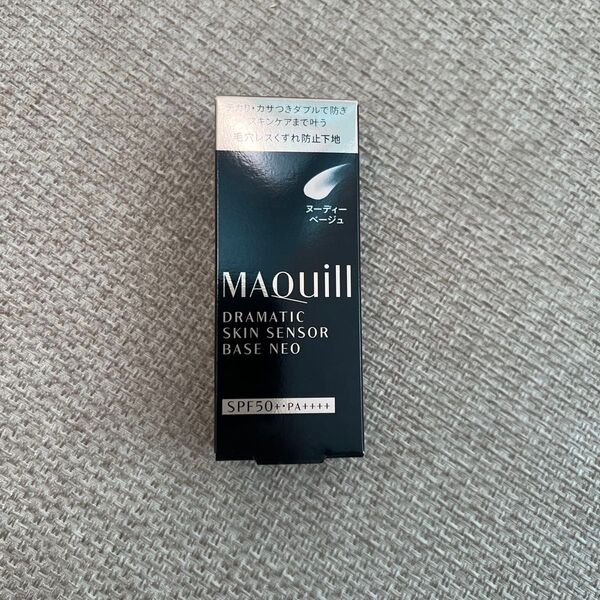 テカリ・カサつきダブルで防ぎ
スキンケアまで叶う
毛穴レスくずれ防止下地
ヌーディー
ベージュ
MAQuill
DRAMATIC
SKIN SENSOR
BASE NEO
SPF50+・PA++++